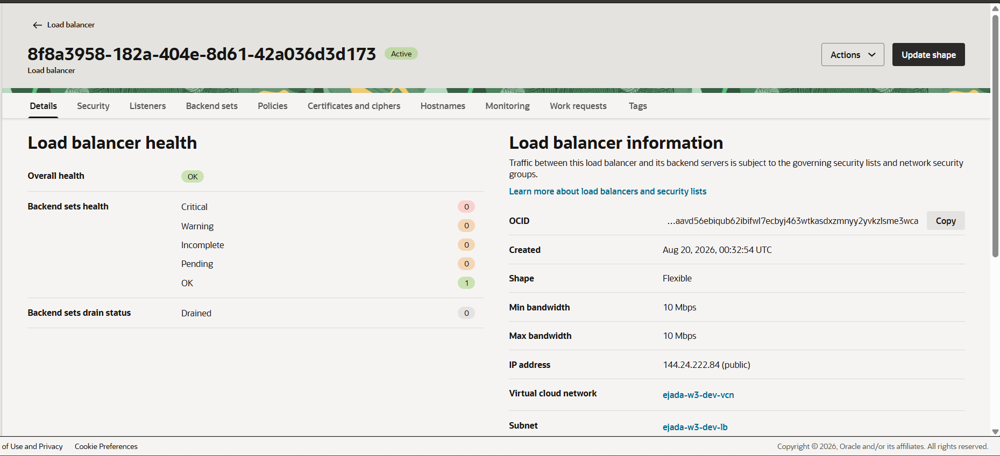 Load balancer
8f8a3958-182a-404e-8d61-42a036d3d173 Active
Load balancer
Actions
Update shape
Details Security Listeners Backend sets Policies Certificates and ciphers Hostnames Monitoring Work requests Tags
Load balancer health
Overall health OK
Backend sets health Critical 0
Warning 0
Incomplete 0
Pending 0
OK 1
Backend sets drain status Drained 0
Load balancer information
Traffic between this load balancer and its backend servers is subject to the governing security lists and network security
groups.
Learn more about load balancers and security lists
OCID ...aavd56ebiqub62ibifwl7ecbyj463wtkasdxzmnyy2yvkzlsme3wca Copy
Created Aug 20, 2026, 00:32:54 UTC
Shape Flexible
Min bandwidth 10 Mbps
Max bandwidth 10 Mbps
IP address 144.24.222.84 (public)
Virtual cloud network ejada-w3-dev-vcn
Subnet ejada-w3-dev-lb
of Use and Privacy Cookie Preferences
Copyright © 2026, Oracle and/or its affiliates. All rights reserved.